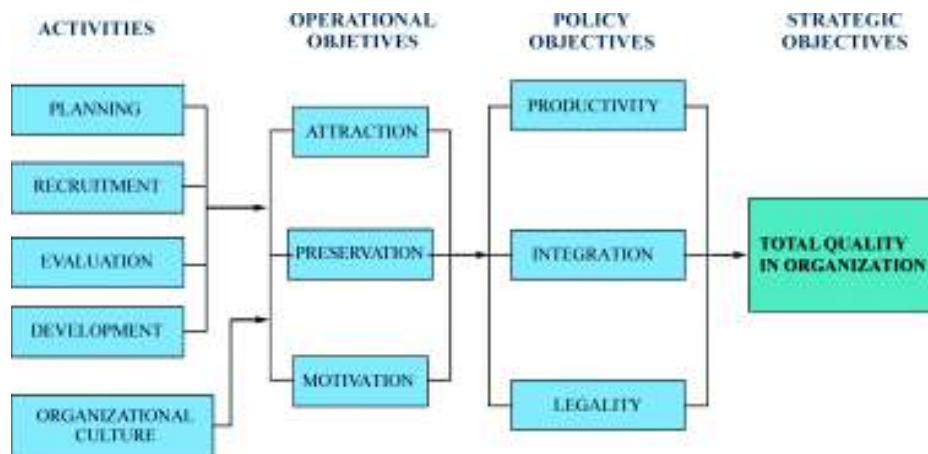 ACTIVITIES
OPERATIONAL
OBJETIVES
POLICY
OBJECTIVES
STRATEGIC
OBJECTIVES
PLANNING
RECRUITMENT
EVALUATION
DEVELOPMENT
ORGANIZATIONAL
CULTURE
ATTRACTION
PRESERVATION
MOTIVATION
PRODUCTIVITY
INTEGRATION
LEGALITY
TOTAL QUALITY
IN ORGANIZATION